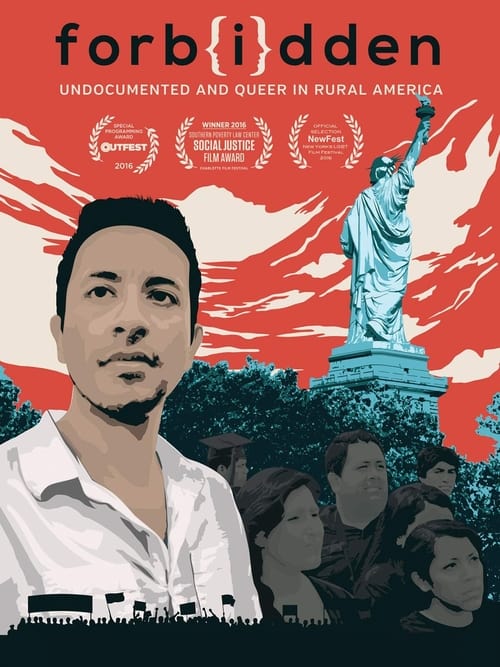 forb{i}dden
UNDOCUMENTED AND QUEER IN RURAL AMERICA
SPECIAL
PROGRAMMING
AWARD
OUTFEST
2016
WINNER 2016
SOUTHERN POVERTY LAW CENTER
SOCIAL JUSTICE
FILM AWARD
CHARLOTTE FILM FESTIVAL
OFFICIAL
SELECTION
NewFest
NEW YORK'S LGBT
FILM FESTIVAL
2016